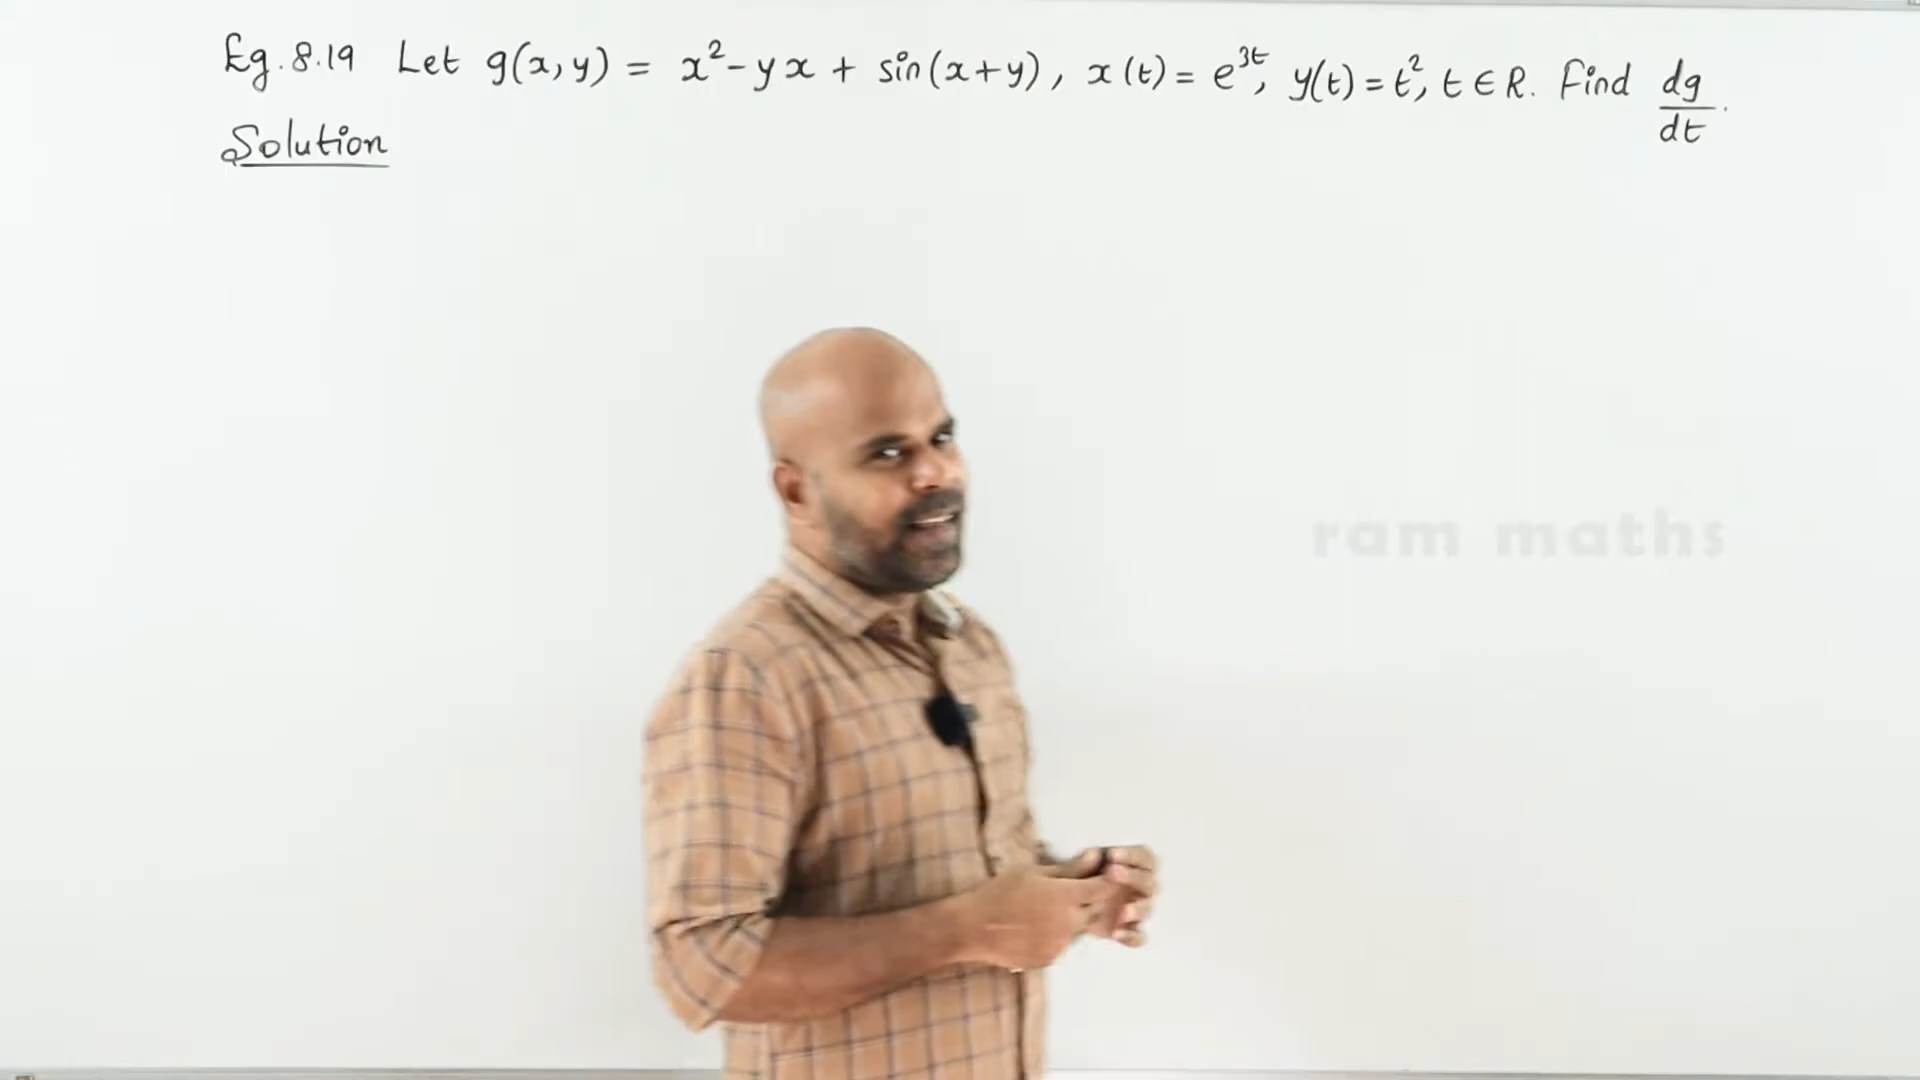 Eg. 8.19 Let g(x, y) = x² - yx + sin(x+y), x(t) = e³ᵗ, y(t) = t², t ∈ R. Find dg/dt.
Solution
ram maths